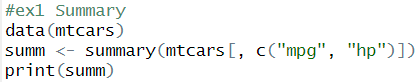 #ex1 Summary
data(mtcars)
summ <- summary(mtcars[, c("mpg", "hp")])
print(summ)